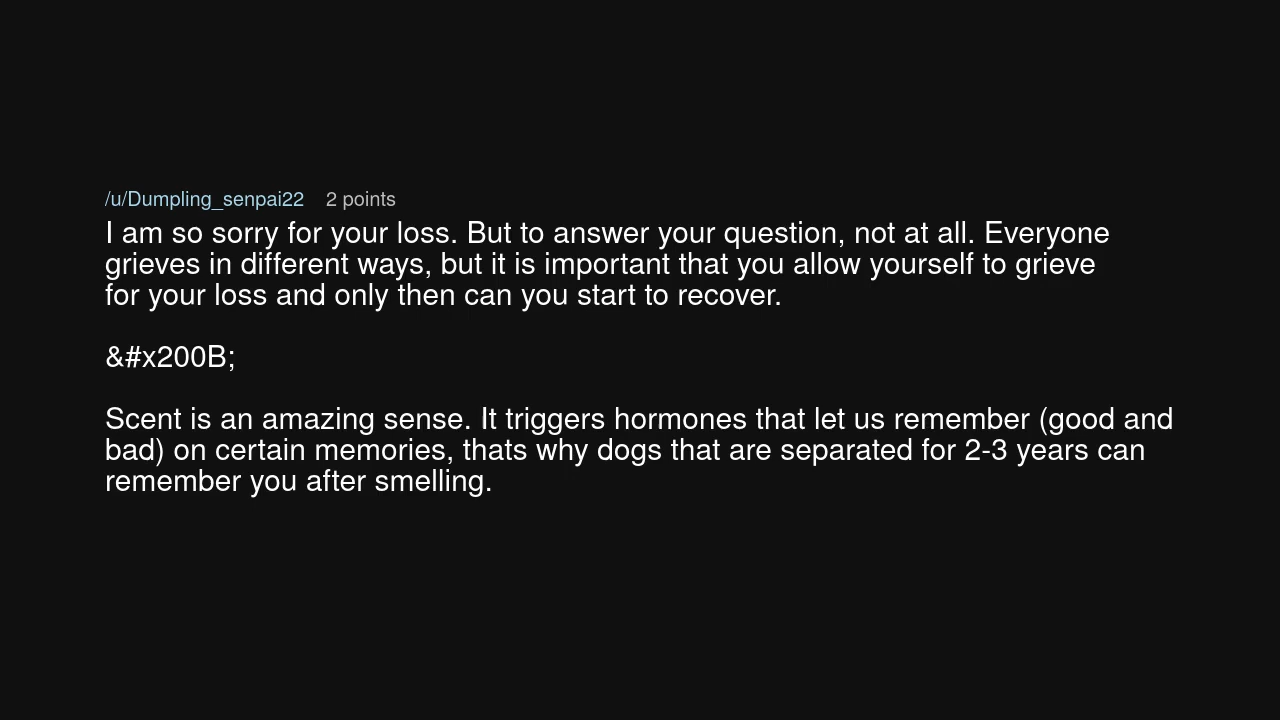 /u/Dumpling_senpai22 2 points
I am so sorry for your loss. But to answer your question, not at all. Everyone
grieves in different ways, but it is important that you allow yourself to grieve
for your loss and only then can you start to recover.
&#x200B;
Scent is an amazing sense. It triggers hormones that let us remember (good and
bad) on certain memories, thats why dogs that are separated for 2-3 years can
remember you after smelling.